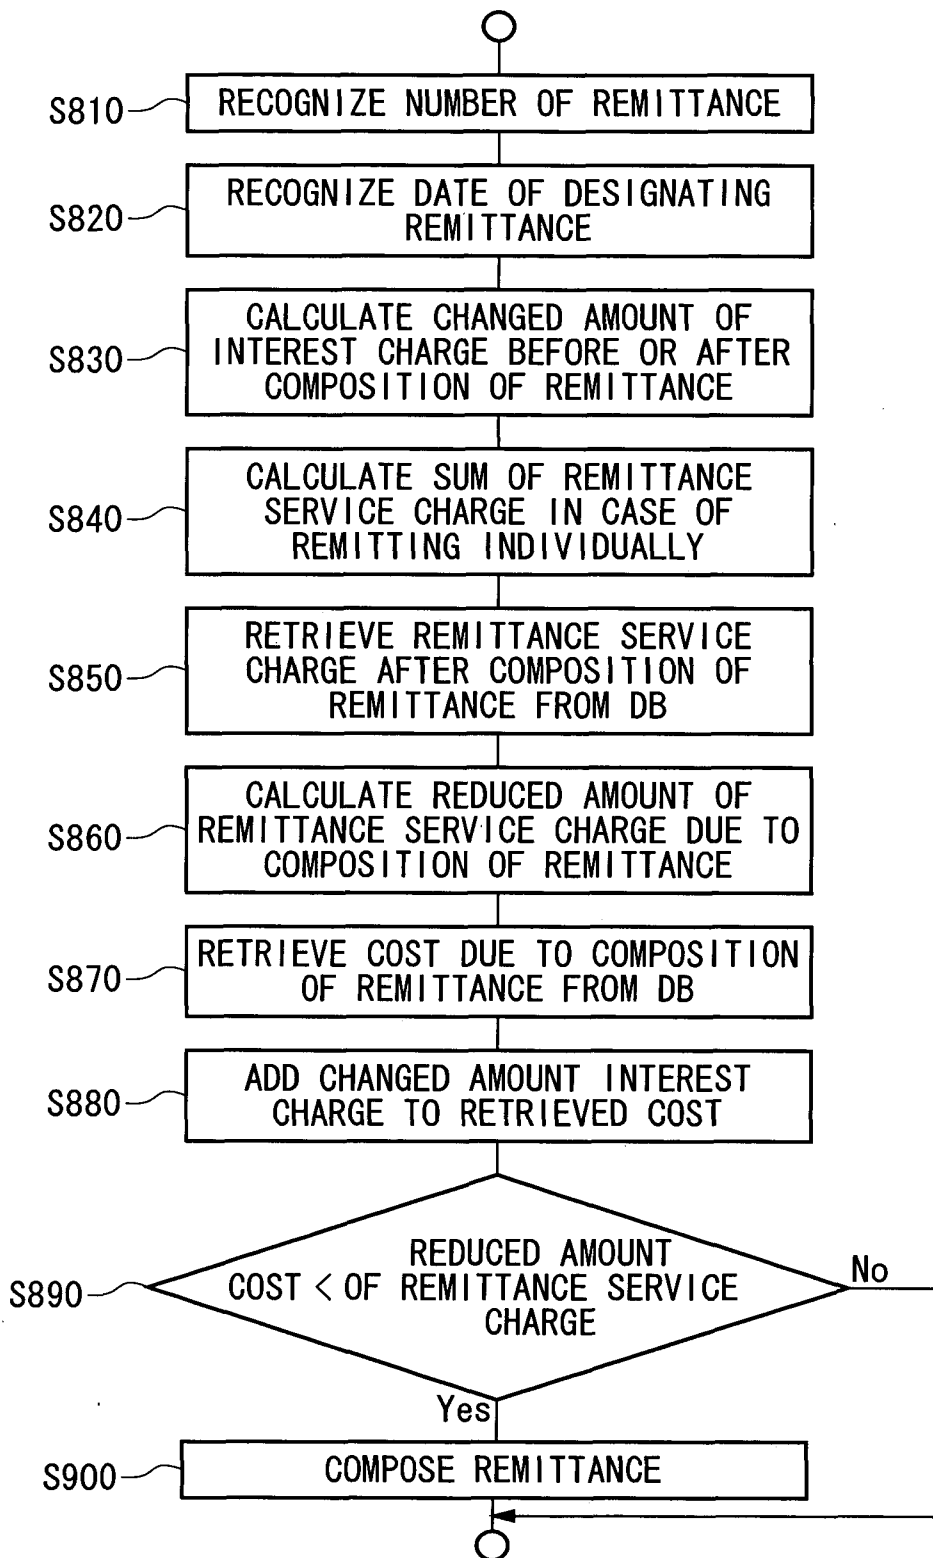 S810
RECOGNIZE NUMBER OF REMITTANCE
S820
RECOGNIZE DATE OF DESIGNATING
REMITTANCE
S830
CALCULATE CHANGED AMOUNT OF
INTEREST CHARGE BEFORE OR AFTER
COMPOSITION OF REMITTANCE
S840
CALCULATE SUM OF REMITTANCE
SERVICE CHARGE IN CASE OF
REMITTING INDIVIDUALLY
S850
RETRIEVE REMITTANCE SERVICE
CHARGE AFTER COMPOSITION OF
REMITTANCE FROM DB
S860
CALCULATE REDUCED AMOUNT OF
REMITTANCE SERVICE CHARGE DUE TO
COMPOSITION OF REMITTANCE
S870
RETRIEVE COST DUE TO COMPOSITION
OF REMITTANCE FROM DB
S880
ADD CHANGED AMOUNT INTEREST
CHARGE TO RETRIEVED COST
S890
REDUCED AMOUNT
COST < OF REMITTANCE SERVICE
CHARGE
No
Yes
S900
COMPOSE REMITTANCE